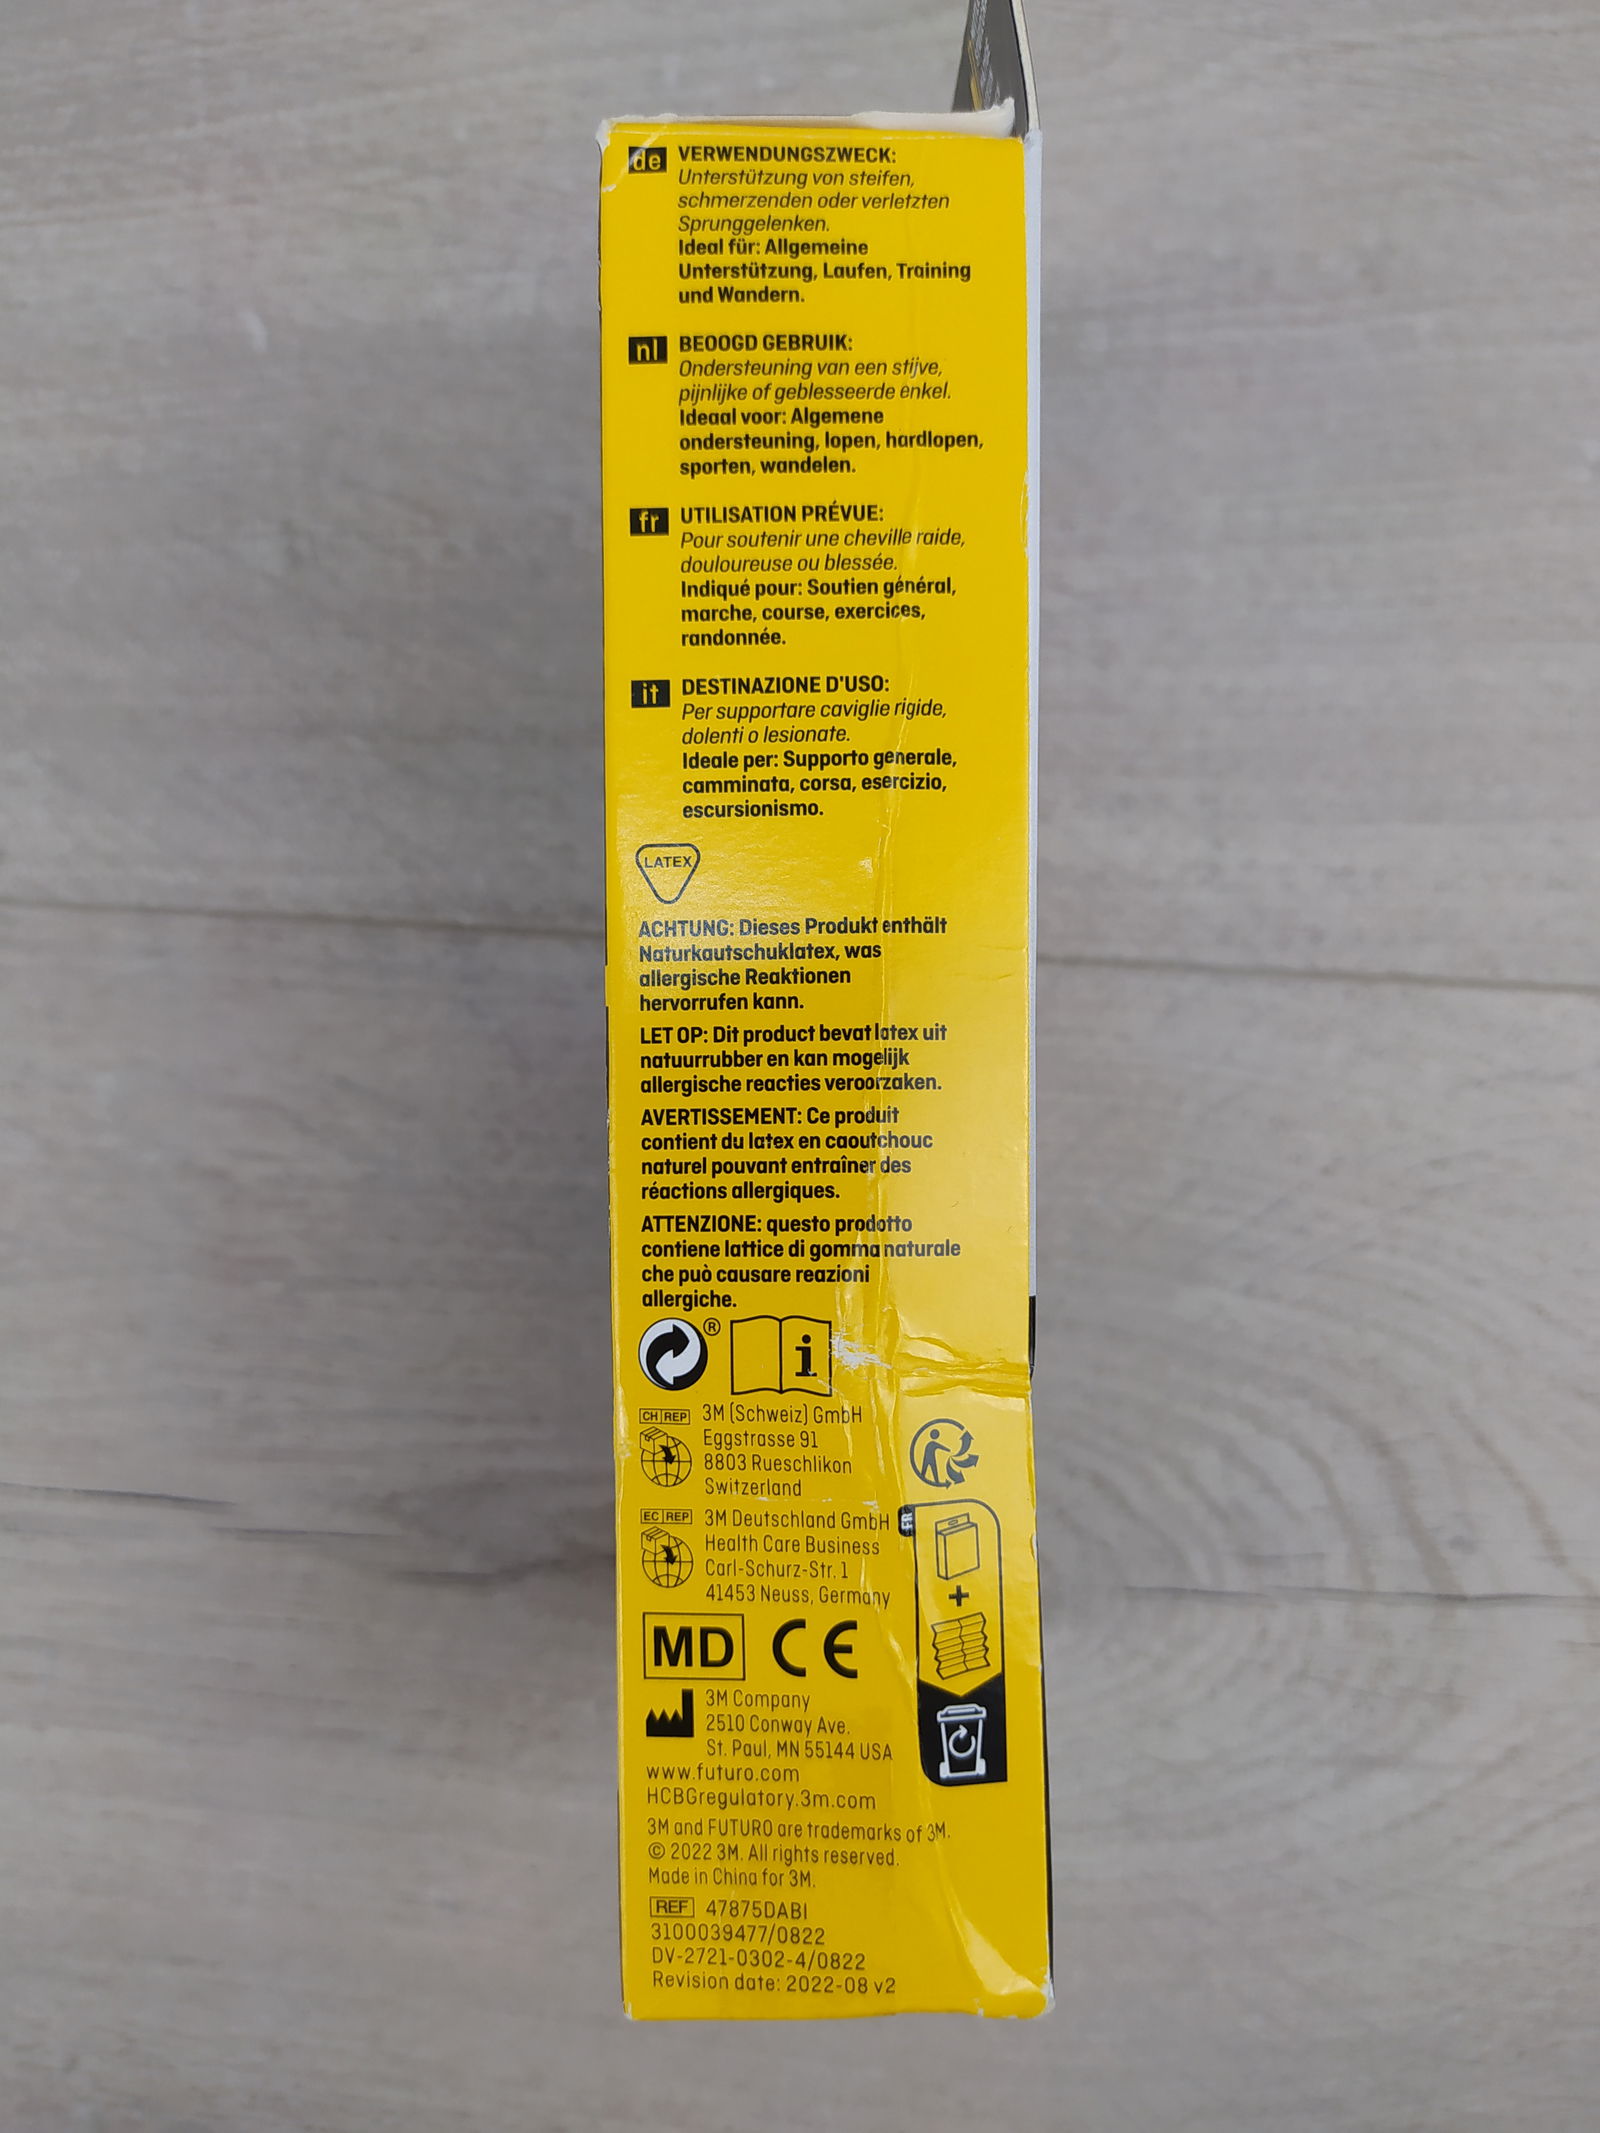 de VERWENDUNGSZWECK:
Unterstützung von steifen,
schmerzenden oder verletzten
Sprunggelenken.
Ideal für: Allgemeine
Unterstützung, Laufen, Training
und Wandern.
nl BEOOGD GEBRUIK:
Ondersteuning van een stijve,
pijnlijke of geblesseerde enkel.
Ideaal voor: Algemene
ondersteuning, lopen, hardlopen,
sporten, wandelen.
fr UTILISATION PRÉVUE:
Pour soutenir une cheville raide,
douloureuse ou blessée.
Indiqué pour: Soutien général,
marche, course, exercices,
randonnée.
it DESTINAZIONE D'USO:
Per supportare caviglie rigide,
dolenti o lesionate.
Ideale per: Supporto generale,
camminata, corsa, esercizio,
escursionismo.
LATEX
ACHTUNG: Dieses Produkt enthält
Naturkautschuklatex, was
allergische Reaktionen
hervorrufen kann.
LET OP: Dit product bevat latex uit
natuurrubber en kan mogelijk
allergische reacties veroorzaken.
AVERTISSEMENT: Ce produit
contient du latex en caoutchouc
naturel pouvant entraîner des
réactions allergiques.
ATTENZIONE: questo prodotto
contiene lattice di gomma naturale
che può causare reazioni
allergiche.
® i
CH REP 3M (Schweiz) GmbH
Eggstrasse 91
8803 Rueschlikon
Switzerland
EC REP 3M Deutschland GmbH
Health Care Business
Carl-Schurz-Str. 1
41453 Neuss, Germany
FR
+
MD CE
3M Company
2510 Conway Ave.
St. Paul, MN 55144 USA
www.futuro.com
HCBGregulatory.3m.com
3M and FUTURO are trademarks of 3M.
© 2022 3M. All rights reserved.
Made in China for 3M.
REF 47875DABI
3100039477/0822
DV-2721-0302-4/0822
Revision date: 2022-08 v2